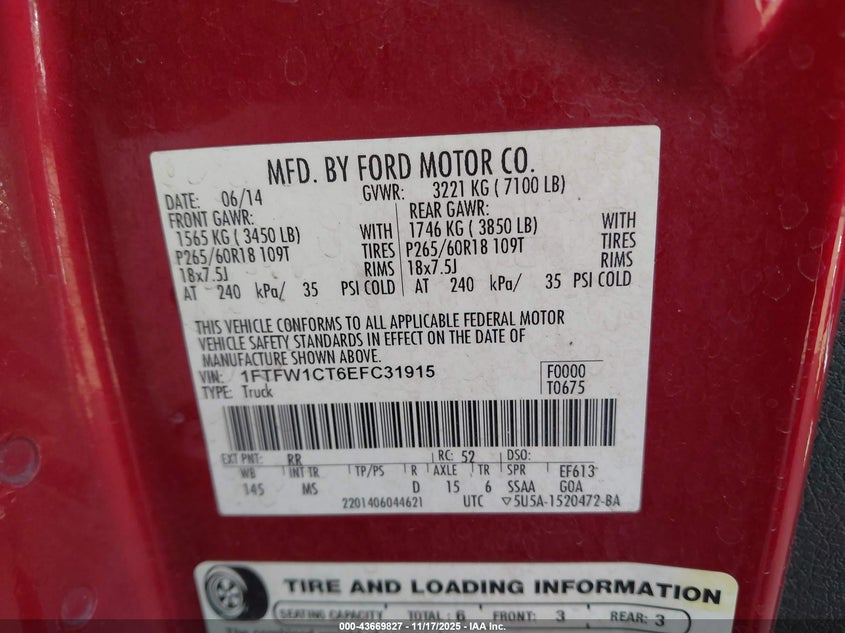 MFD. BY FORD MOTOR CO.
DATE: 06/14 GVWR: 3221 KG ( 7100 LB)
FRONT GAWR: REAR GAWR:
1565 KG ( 3450 LB) WITH 1746 KG ( 3850 LB) WITH
P265/60R18 109T TIRES P265/60R18 109T TIRES
18x7.5J RIMS 18x7.5J RIMS
AT 240 kPa/ 35 PSI COLD AT 240 kPa/ 35 PSI COLD
THIS VEHICLE CONFORMS TO ALL APPLICABLE FEDERAL MOTOR
VEHICLE SAFETY STANDARDS IN EFFECT ON THE DATE OF
MANUFACTURE SHOWN ABOVE.
VIN: 1FTFW1CT6EFC31915 F0000
TYPE: Truck T0675
EXT PNT: RR RC: 52 DSO:
WB INT TR TP/PS R AXLE TR SPR EF613
145 MS D 15 6 SSAA GOA
2201406044621 UTC ▽5U5A-1520472-BA
TIRE AND LOADING INFORMATION
SEATING CAPACITY TOTAL: 6 FRONT: 3 REAR: 3
000-43669827 - 11/17/2025 - IAA Inc.